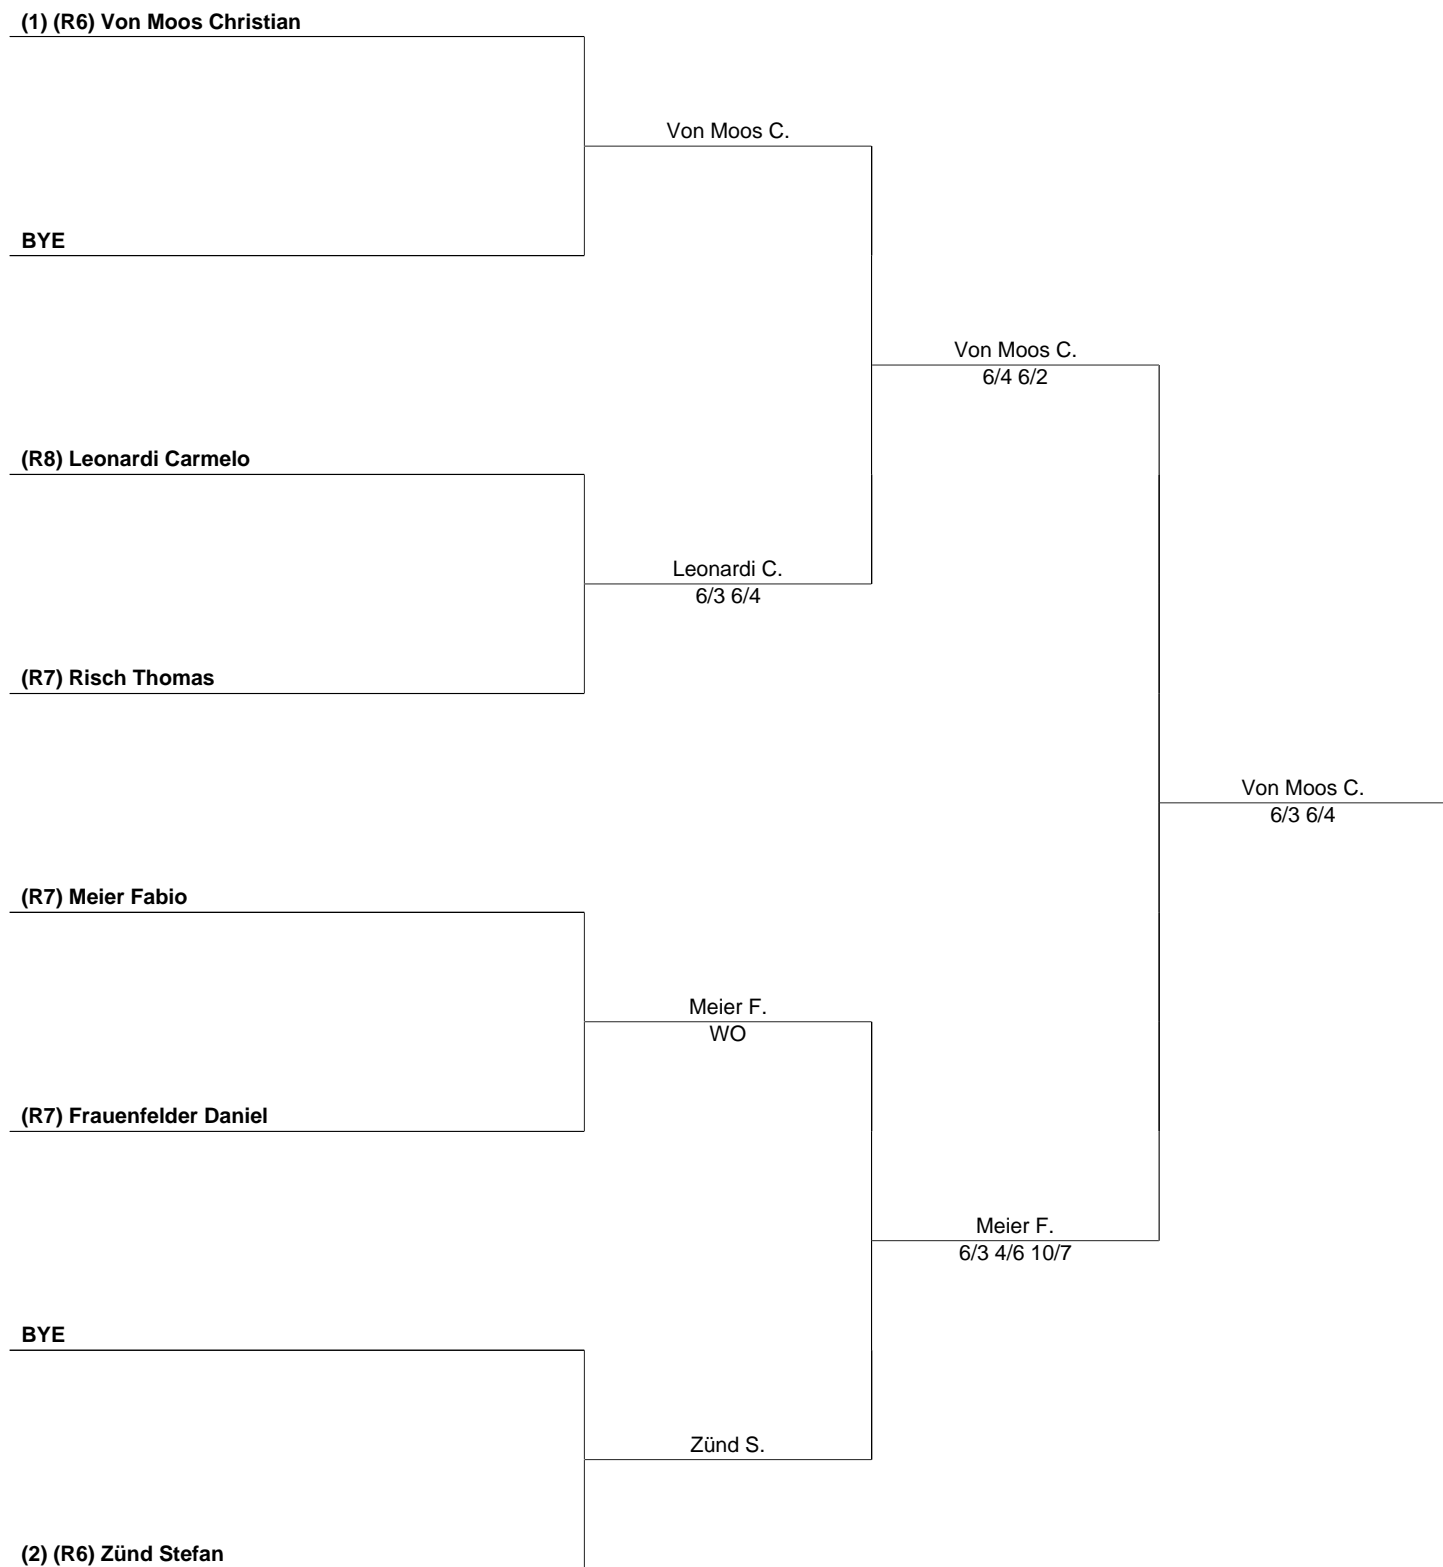 (1) (R6) Von Moos Christian
Von Moos C.
BYE
Von Moos C.
6/4 6/2
(R8) Leonardi Carmelo
Leonardi C.
6/3 6/4
(R7) Risch Thomas
Von Moos C.
6/3 6/4
(R7) Meier Fabio
Meier F.
WO
(R7) Frauenfelder Daniel
Meier F.
6/3 4/6 10/7
BYE
Zünd S.
(2) (R6) Zünd Stefan